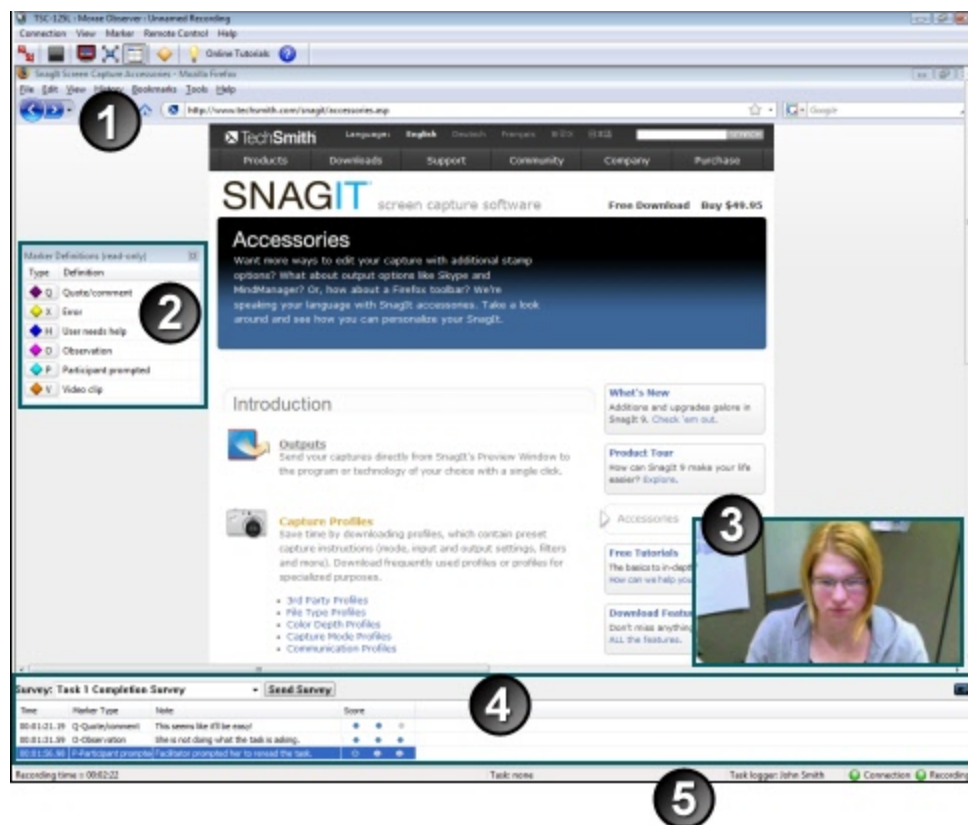 TSC-129L : Morae Observer : Unnamed Recording
Connection View Marker Remote Control Help
Online Tutorials ?
SnagIt Screen Capture Accessories - Mozilla Firefox
File Edit View History Bookmarks Tools Help
1
http://www.techsmith.com/snagit/accessories.asp
Google
TechSmith Language: English Deutsch Français 한국어 日本語
Products Downloads Support Community Company Purchase
SNAGIT screen capture software Free Download Buy $49.95
Accessories
Want more ways to edit your capture with additional stamp
options? What about output options like Skype and
MindManager? Or, how about a Firefox toolbar? We're
speaking your language with SnagIt accessories. Take a look
around and see how you can personalize your SnagIt.
Marker Definitions (read-only)
Type Definition
Q Quote/comment
X Error
H User needs help
O Observation
P Participant prompted
V Video clip
2
Introduction
Outputs
Send your captures directly from SnagIt's Preview Window to
the program or technology of your choice with a single click.
Capture Profiles
Save time by downloading profiles, which contain preset
capture instructions (mode, input and output settings, filters
and more). Download frequently used profiles or profiles for
specialized purposes.
3rd Party Profiles
File Type Profiles
Color Depth Profiles
Capture Mode Profiles
Communication Profiles
What's New
Additions and upgrades galore in
SnagIt 9. Check 'em out.
Product Tour
How can SnagIt 9 make your life
easier? Explore.
Accessories
3
Free Tutorials
The basics to in-depth
How can we help you
Download
Don't miss anything
ALL the features.
Survey: Task 1 Completion Survey Send Survey
4
Time Marker Type Note Score
00:01:21.19 Q-Quote/comment This seems like it'll be easy!
00:01:31.59 O-Observation She is not doing what the task is asking.
P-Participant prompte Facilitator prompted her to reread the task.
Recording time = 00:02:22 Task: none Task logger: John Smith Connection Recording
5